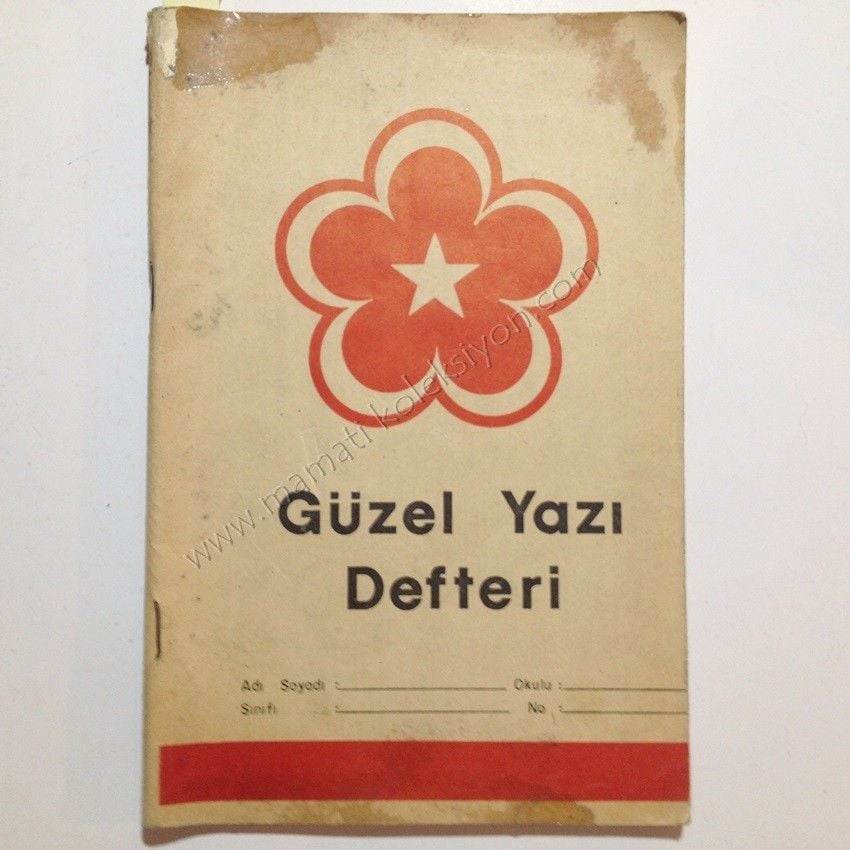 Güzel Yazı
Defteri
Adı Soyadı : Okulu :
Sınıfı : No :
www.mamatikoleksiyon.com